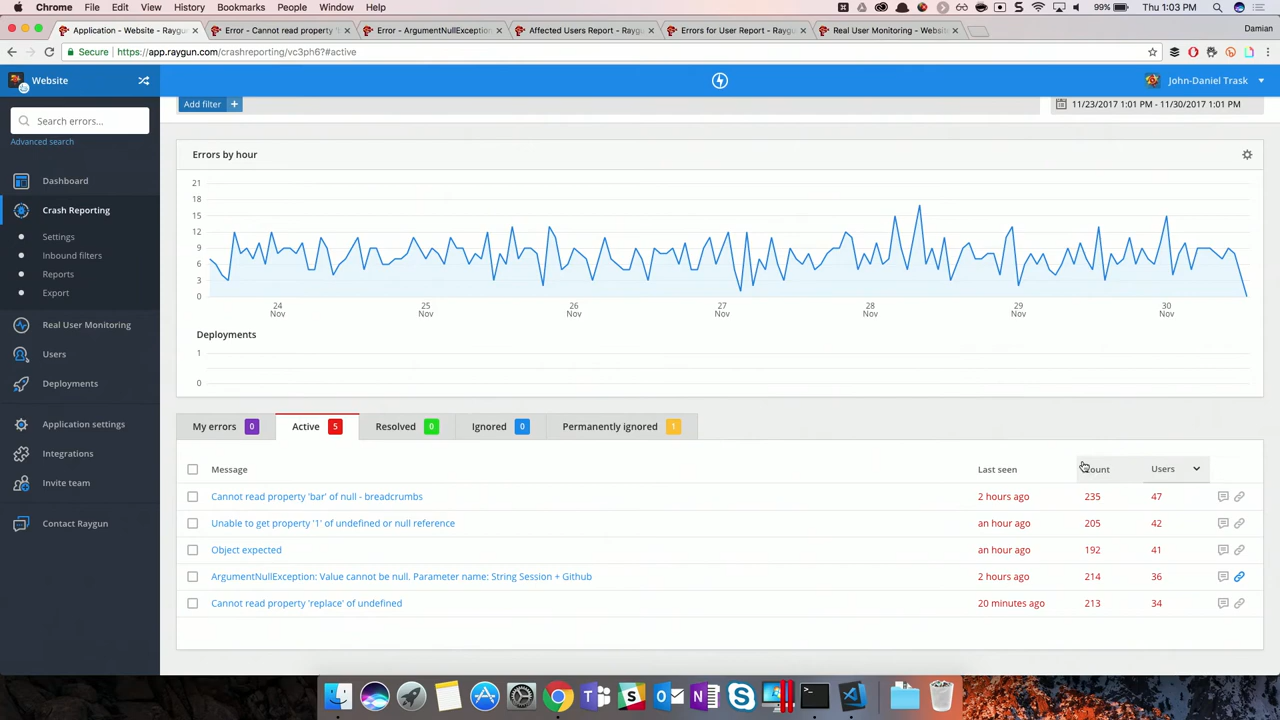 Chrome File Edit View History Bookmarks People Window Help 99% Thu 1:03 PM
Application - Website - Raygun × Error - Cannot read property ' × Error - ArgumentNullException: × Affected Users Report - Raygu × Errors for User Report - Raygu × Real User Monitoring - Website × Damian
Secure https://app.raygun.com/crashreporting/vc3ph6?#active
Website John-Daniel Trask
Add filter + 11/23/2017 1:01 PM - 11/30/2017 1:01 PM
Search errors...
Advanced search
Dashboard
Crash Reporting
Settings
Inbound filters
Reports
Export
Real User Monitoring
Users
Deployments
Application settings
Integrations
Invite team
Contact Raygun
Errors by hour
21
18
15
12
9
6
3
0
24 25 26 27 28 29 30
Nov Nov Nov Nov Nov Nov Nov
Deployments
1
0
My errors 0 Active 5 Resolved 0 Ignored 0 Permanently ignored 1
Message Last seen Count Users
Cannot read property 'bar' of null - breadcrumbs 2 hours ago 235 47
Unable to get property '1' of undefined or null reference an hour ago 205 42
Object expected an hour ago 192 41
ArgumentNullException: Value cannot be null. Parameter name: String Session + Github 2 hours ago 214 36
Cannot read property 'replace' of undefined 20 minutes ago 213 34